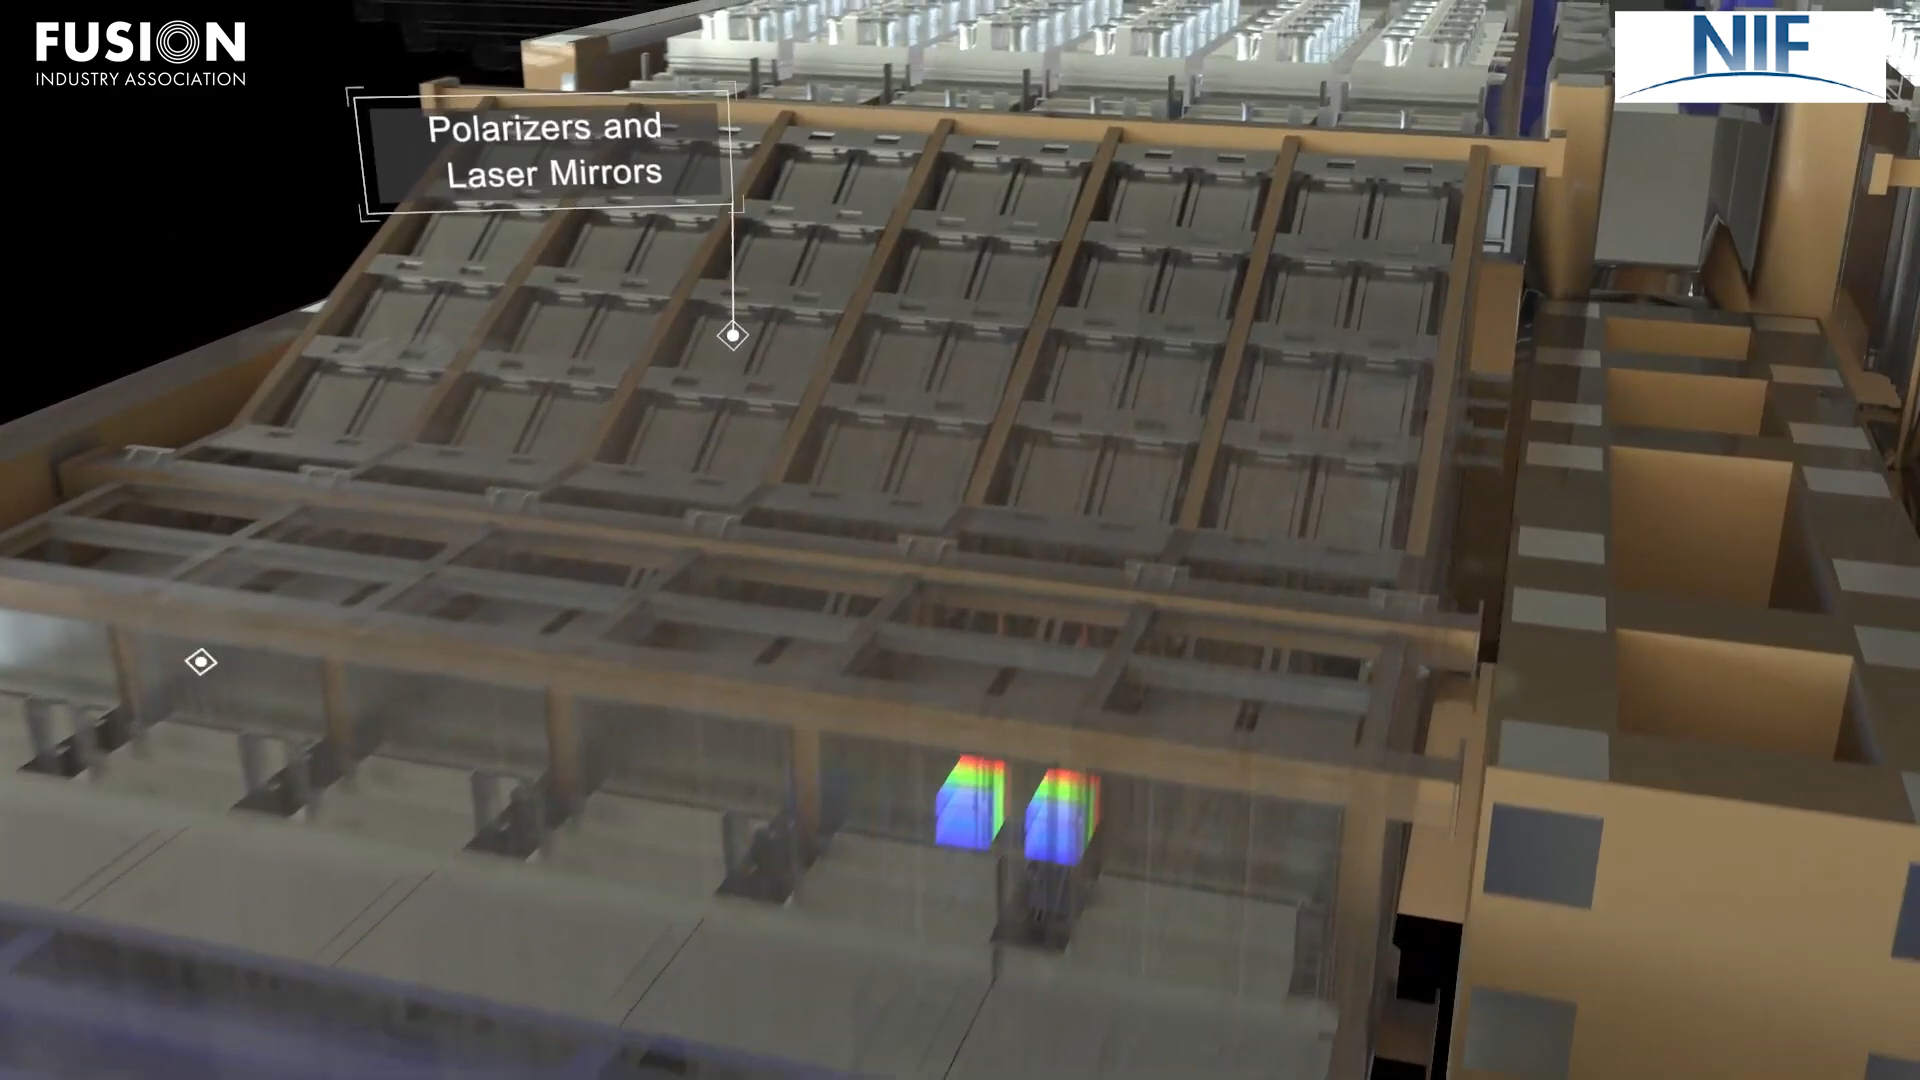 FUSION
INDUSTRY ASSOCIATION
NIF
Polarizers and
Laser Mirrors